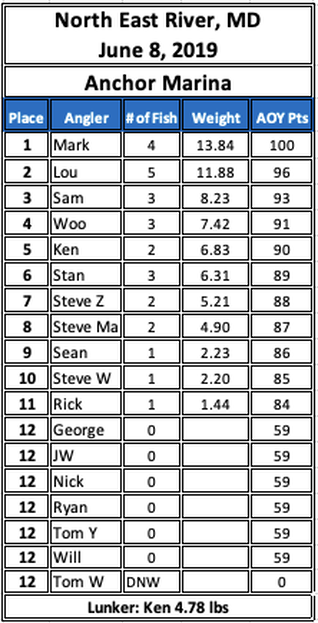 North East River, MD
June 8, 2019
Anchor Marina
Place Angler # of Fish Weight AOY Pts
1 Mark 4 13.84 100
2 Lou 5 11.88 96
3 Sam 3 8.23 93
4 Woo 3 7.42 91
5 Ken 2 6.83 90
6 Stan 3 6.31 89
7 Steve Z 2 5.21 88
8 Steve Ma 2 4.90 87
9 Sean 1 2.23 86
10 Steve W 1 2.20 85
11 Rick 1 1.44 84
12 George 0 59
12 JW 0 59
12 Nick 0 59
12 Ryan 0 59
12 Tom Y 0 59
12 Will 0 59
12 Tom W DNW 0
Lunker: Ken 4.78 lbs